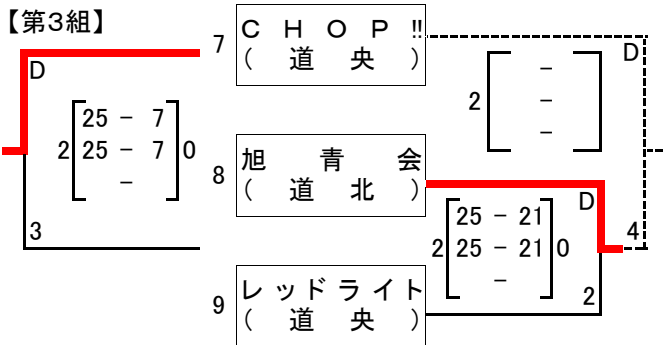 【第３組】
7
ＣＨＯＰ‼
（道央）
D
25 － 7
2 25 － 7 0
－
3
D
－
2 －
－
8
旭青会
（道北）
D
25 － 21
2 25 － 21 0
－
4
2
9
レッドライト
（道央）